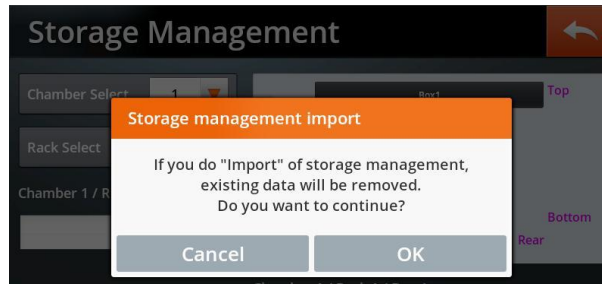 Storage Management
Chamber Select 1
Box1
Top
Storage management import
Rack Select
If you do "Import" of storage management,
existing data will be removed.
Do you want to continue?
Chamber 1 / R
Bottom
Rear
Cancel
OK